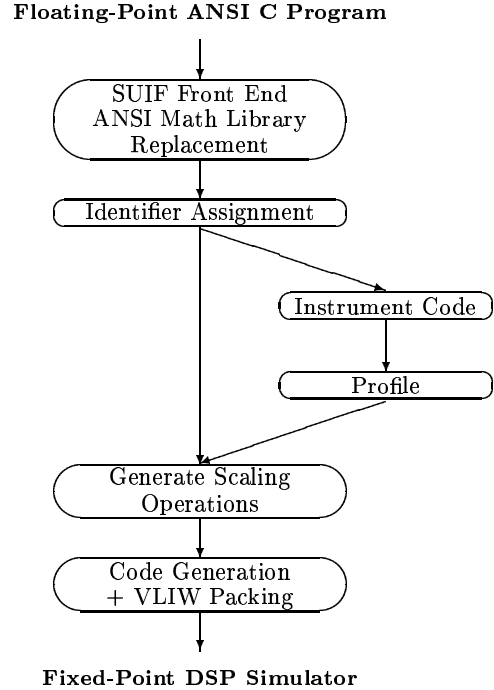 Floating-Point ANSI C Program
SUIF Front End
ANSI Math Library
Replacement
Identifier Assignment
Instrument Code
Profile
Generate Scaling
Operations
Code Generation
+ VLIW Packing
Fixed-Point DSP Simulator